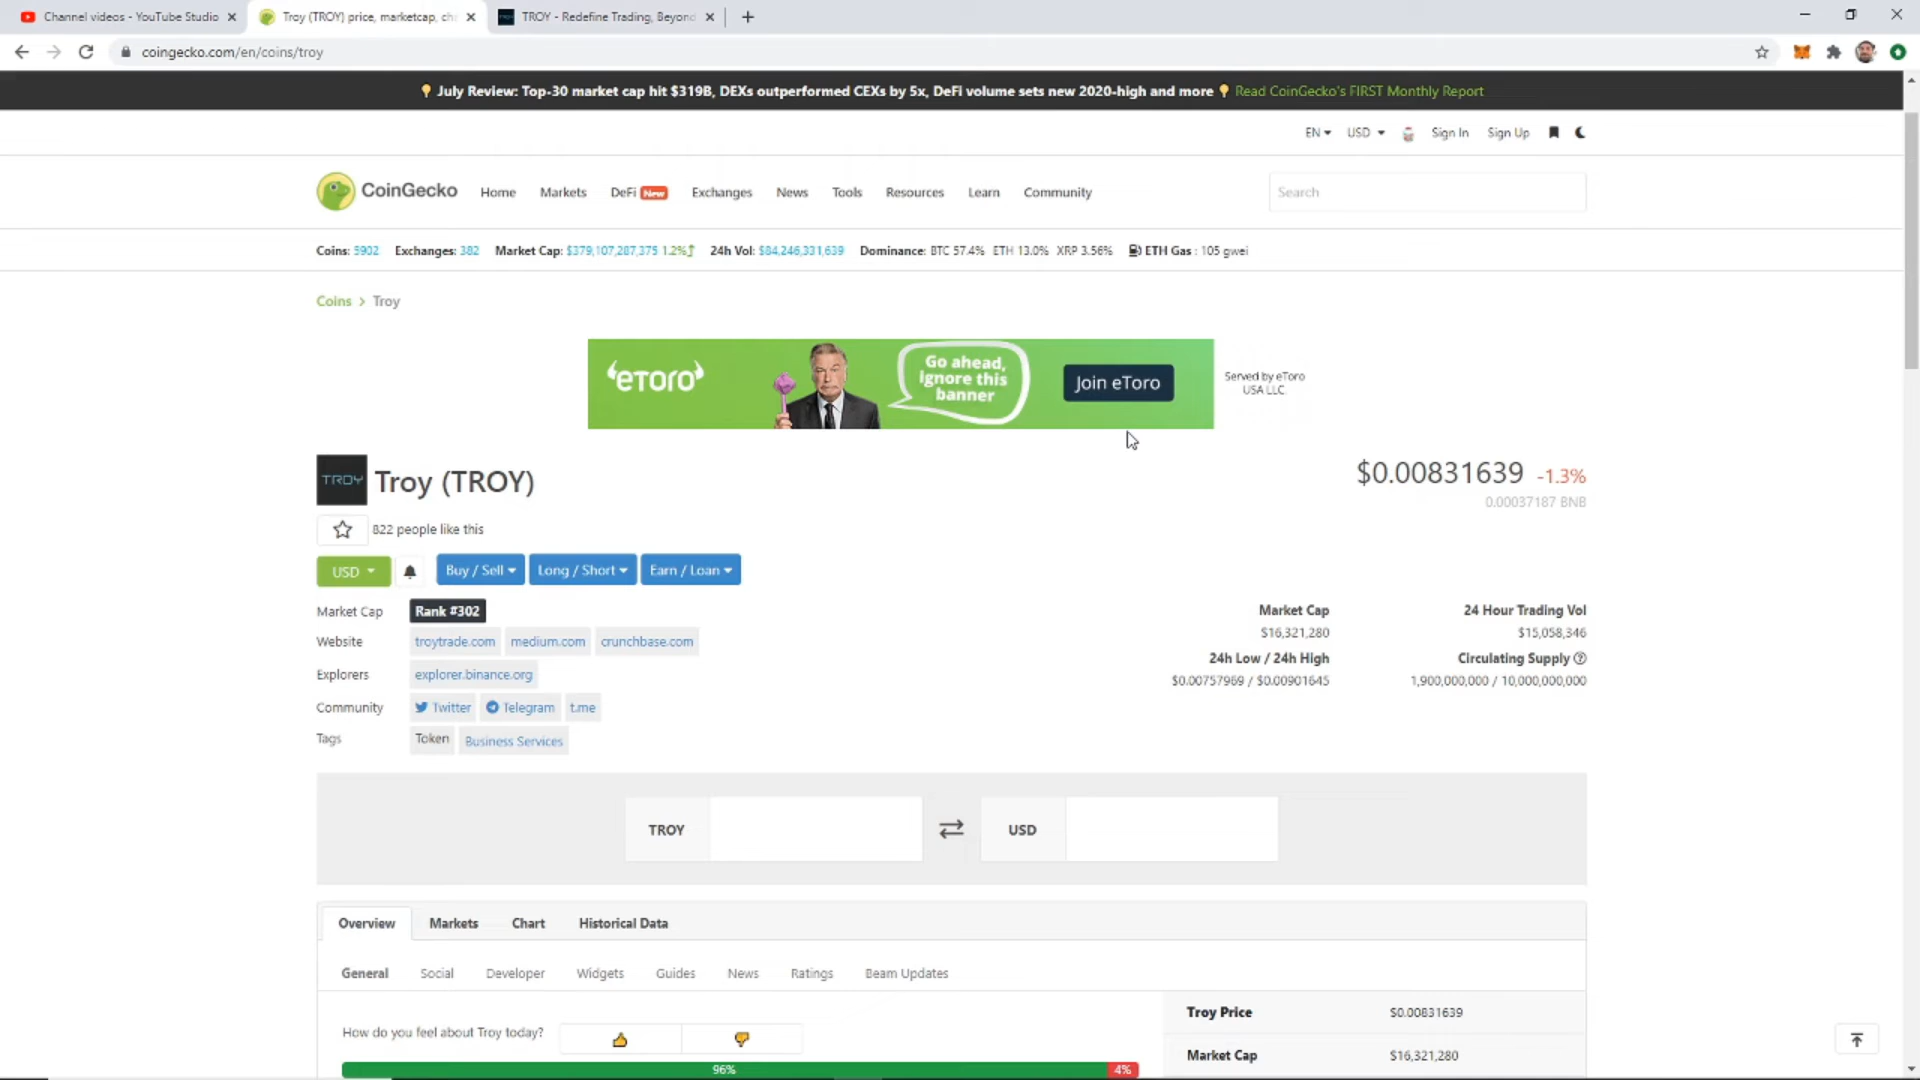 Channel videos - YouTube Studio
Troy (TROY) price, marketcap, ch
TROY - Redefine Trading, Beyond
coingecko.com/en/coins/troy
July Review: Top-30 market cap hit $319B, DEXs outperformed CEXs by 5x, DeFi volume sets new 2020-high and more Read CoinGecko's FIRST Monthly Report
EN USD Sign In Sign Up
CoinGecko Home Markets DeFi New Exchanges News Tools Resources Learn Community Search
Coins: 5902 Exchanges: 382 Market Cap: $379,107,287,375 1.2% 24h Vol: $84,246,331,639 Dominance: BTC 57.4% ETH 13.0% XRP 3.56% ETH Gas : 105 gwei
Coins > Troy
eToro
Go ahead,
ignore this
banner
Join eToro
Served by eToro
USA LLC
TROY Troy (TROY)
$0.00831639 -1.3%
0.00037187 BNB
822 people like this
USD Buy / Sell Long / Short Earn / Loan
Market Cap Rank #302
Website troytrade.com medium.com crunchbase.com
Explorers explorer.binance.org
Community Twitter Telegram t.me
Tags Token Business Services
Market Cap 24 Hour Trading Vol
$16,321,280 $15,058,346
24h Low / 24h High Circulating Supply
$0.00757969 / $0.00901645 1,900,000,000 / 10,000,000,000
TROY USD
Overview Markets Chart Historical Data
General Social Developer Widgets Guides News Ratings Beam Updates
How do you feel about Troy today?
96% 4%
Troy Price $0.00831639
Market Cap $16,321,280